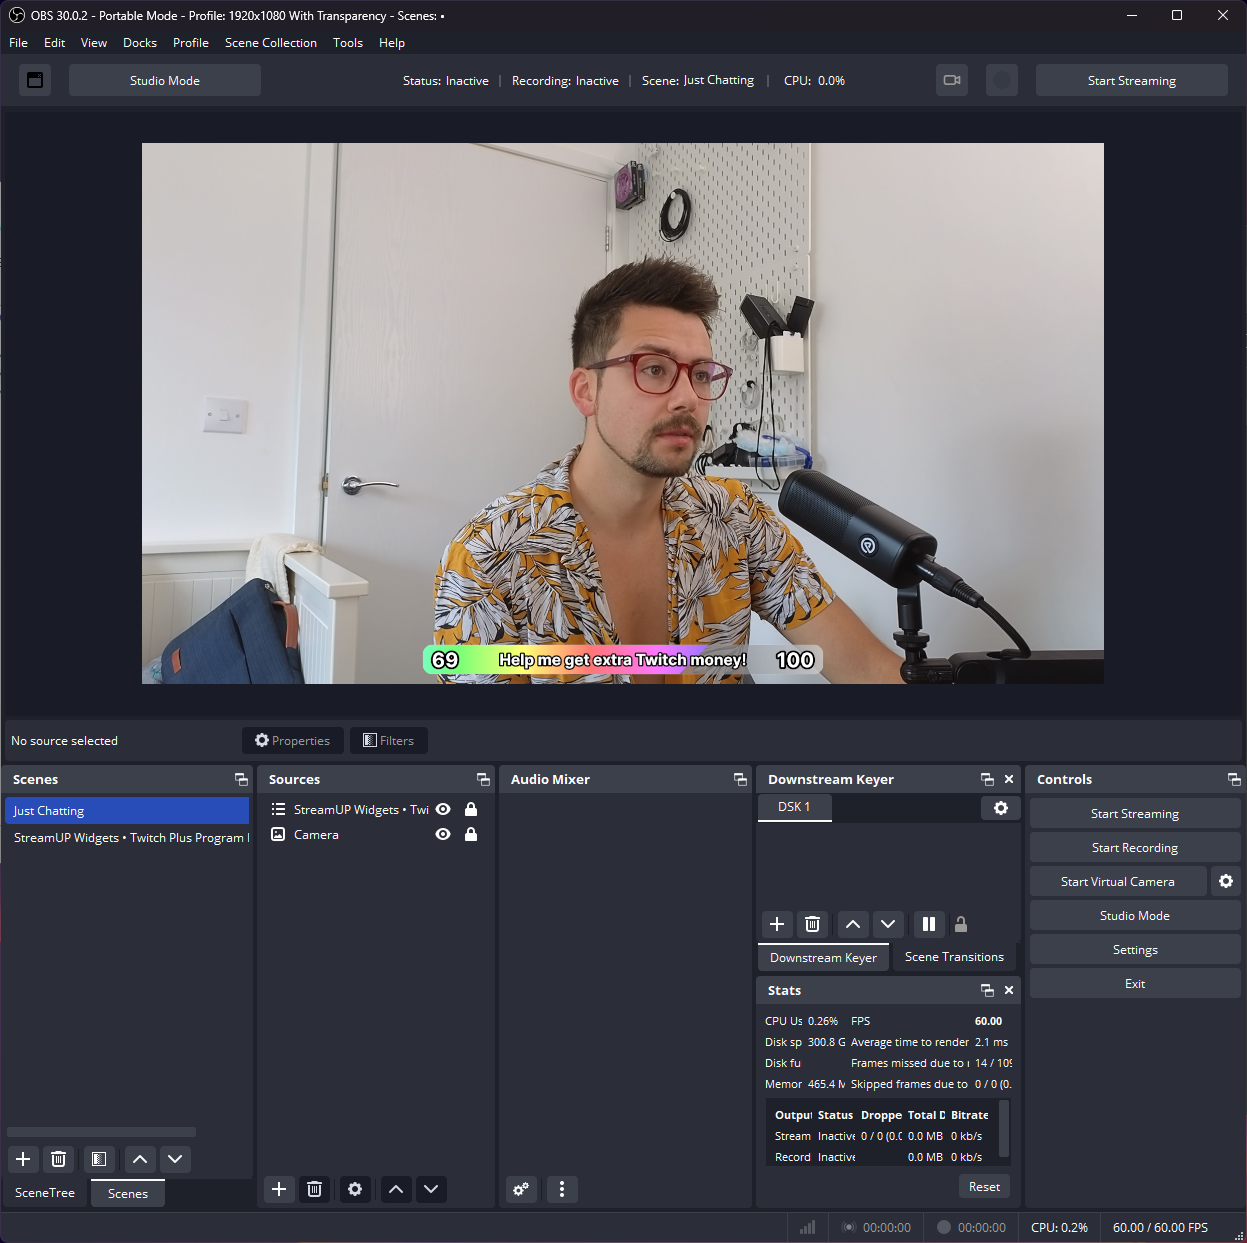 OBS 30.0.2 - Portable Mode - Profile: 1920x1080 With Transparency - Scenes: •
File Edit View Docks Profile Scene Collection Tools Help
Studio Mode
Status: Inactive | Recording: Inactive | Scene: Just Chatting | CPU: 0.0%
Start Streaming
69 Help me get extra Twitch money! 100
No source selected
Properties
Filters
Scenes
Just Chatting
StreamUP Widgets • Twitch Plus Program
SceneTree
Scenes
Sources
StreamUP Widgets • Twi
Camera
Audio Mixer
Downstream Keyer
DSK 1
Downstream Keyer
Scene Transitions
Stats
CPU Us 0.26% FPS 60.00
Disk sp 300.8 G Average time to render 2.1 ms
Disk fu Frames missed due to 14 / 109
Memor 465.4 M Skipped frames due to 0 / 0 (0.
Output Status Droppe Total D Bitrate
Stream Inactive 0 / 0 (0.0 0.0 MB 0 kb/s
Record Inactive 0.0 MB 0 kb/s
Reset
Controls
Start Streaming
Start Recording
Start Virtual Camera
Studio Mode
Settings
Exit
00:00:00 00:00:00 CPU: 0.2% 60.00 / 60.00 FPS